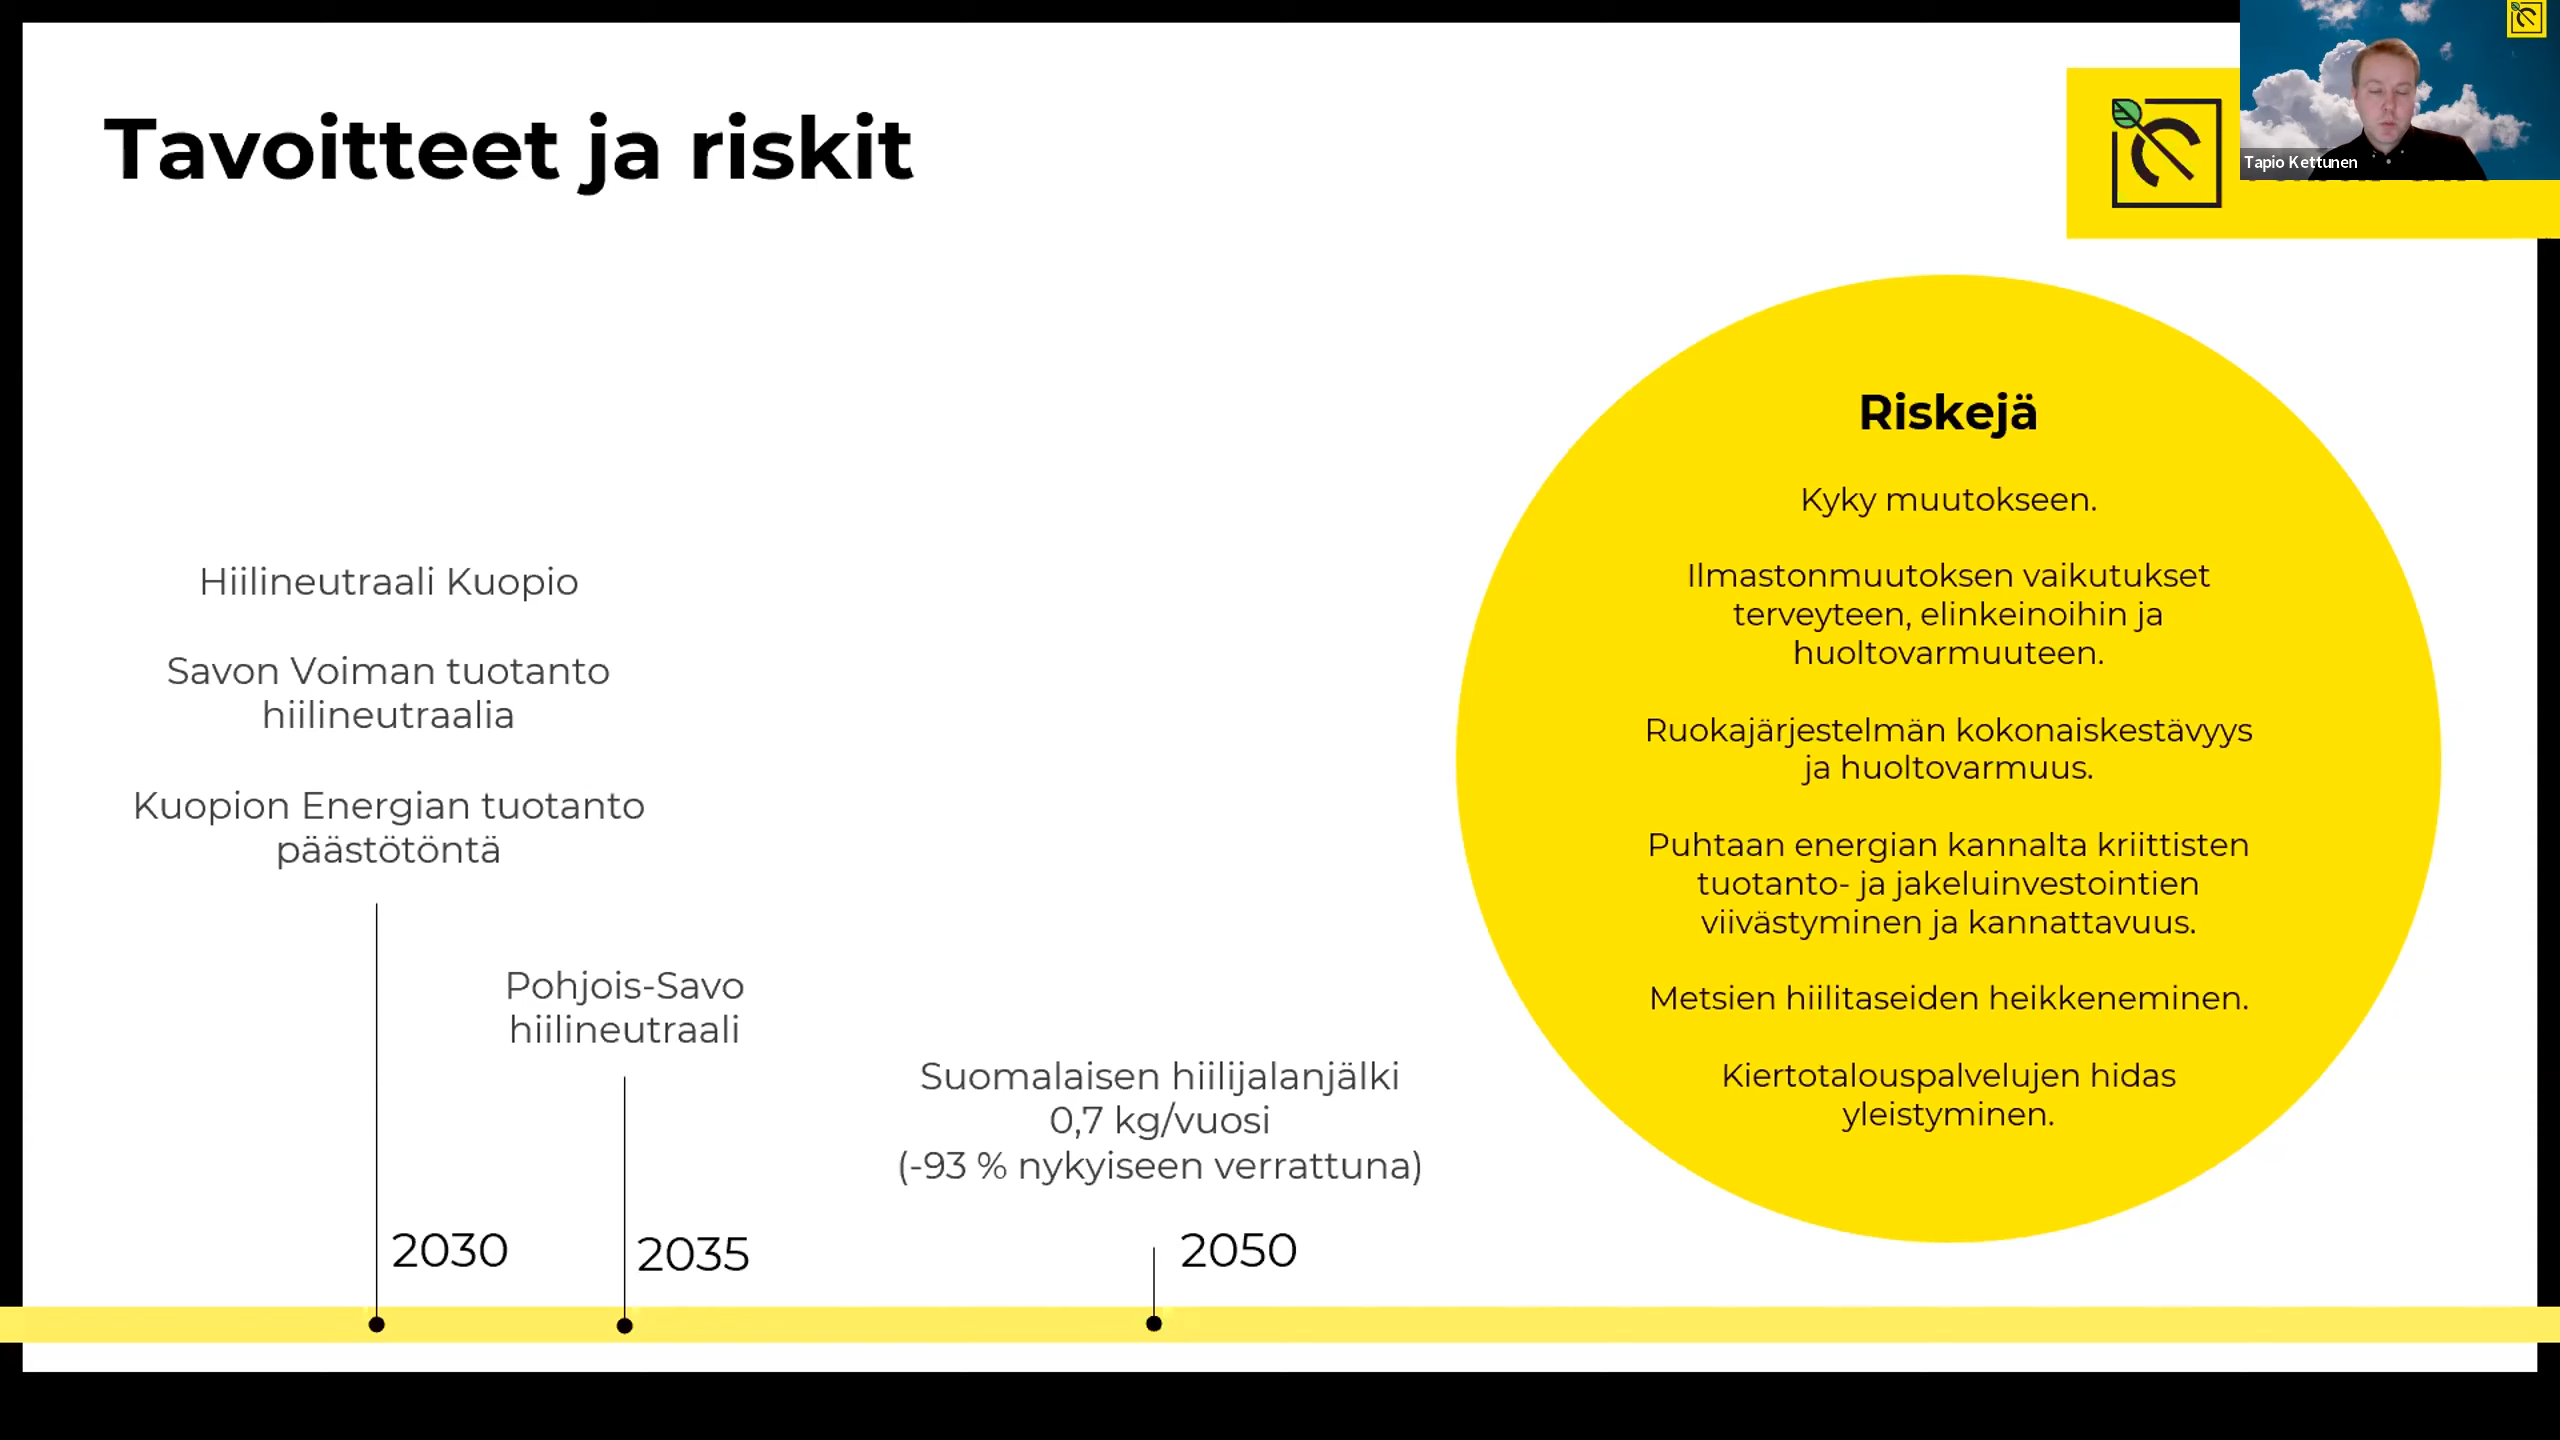 Tavoitteet ja riskit
Tapio Kettunen
Hiilineutraali Kuopio
Savon Voiman tuotanto
hiilineutraalia
Kuopion Energian tuotanto
päästötöntä
2030
Pohjois-Savo
hiilineutraali
2035
Suomalaisen hiilijalanjälki
0,7 kg/vuosi
(-93 % nykyiseen verrattuna)
2050
Riskejä
Kyky muutokseen.
Ilmastonmuutoksen vaikutukset
terveyteen, elinkeinoihin ja
huoltovarmuuteen.
Ruokajärjestelmän kokonaiskestävyys
ja huoltovarmuus.
Puhtaan energian kannalta kriittisten
tuotanto- ja jakeluinvestointien
viivästyminen ja kannattavuus.
Metsien hiilitaseiden heikkeneminen.
Kiertotalouspalvelujen hidas
yleistyminen.